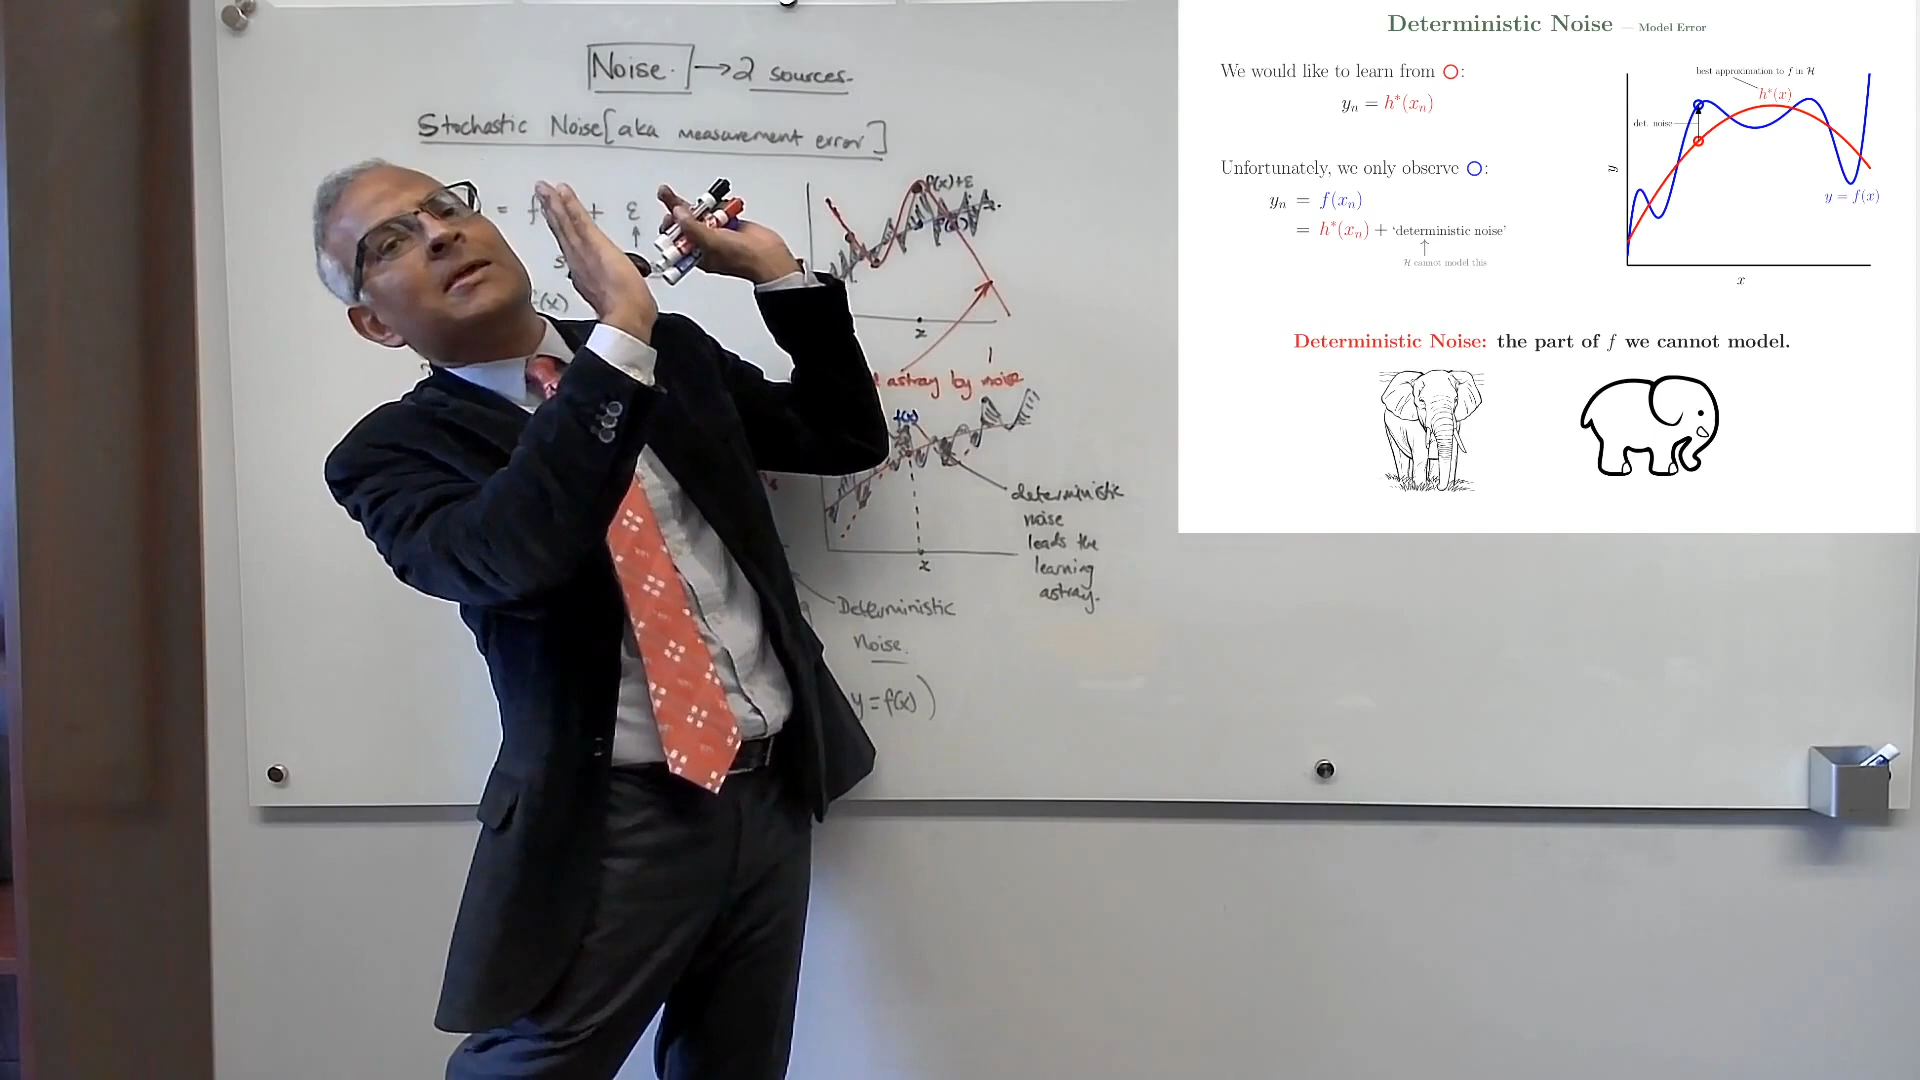 Noise. → 2 sources.
Stochastic Noise [aka measurement error]
= f + ε
↑
f(x)+ε
f(x)
x
astray by noise
f(x)
x
deterministic
noise
leads the
learning
astray.
Deterministic
Noise.
y = f(x))
Deterministic Noise — Model Error
We would like to learn from ○:
yₙ = h*(xₙ)
Unfortunately, we only observe ○:
yₙ = f(xₙ)
= h*(xₙ) + ‘deterministic noise’
↑
ℋ cannot model this
best approximation to f in ℋ
h*(x)
det. noise
y
y = f(x)
x
Deterministic Noise: the part of f we cannot model.